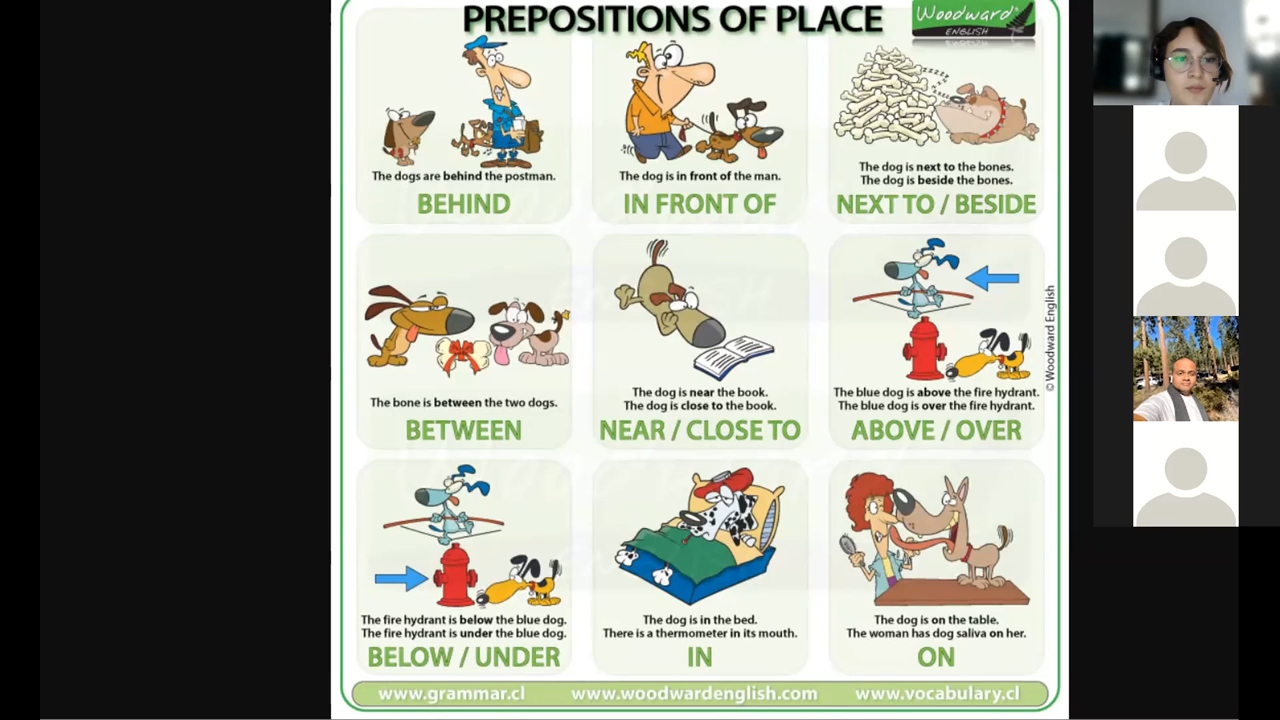 PREPOSITIONS OF PLACE
Woodward®
ENGLISH
The dogs are behind the postman.
BEHIND
The dog is in front of the man.
IN FRONT OF
zzzzz
The dog is next to the bones.
The dog is beside the bones.
NEXT TO / BESIDE
The bone is between the two dogs.
BETWEEN
The dog is near the book.
The dog is close to the book.
NEAR / CLOSE TO
The blue dog is above the fire hydrant.
The blue dog is over the fire hydrant.
ABOVE / OVER
© Woodward English
The fire hydrant is below the blue dog.
The fire hydrant is under the blue dog.
BELOW / UNDER
The dog is in the bed.
There is a thermometer in its mouth.
IN
The dog is on the table.
The woman has dog saliva on her.
ON
www.grammar.cl www.woodwardenglish.com www.vocabulary.cl